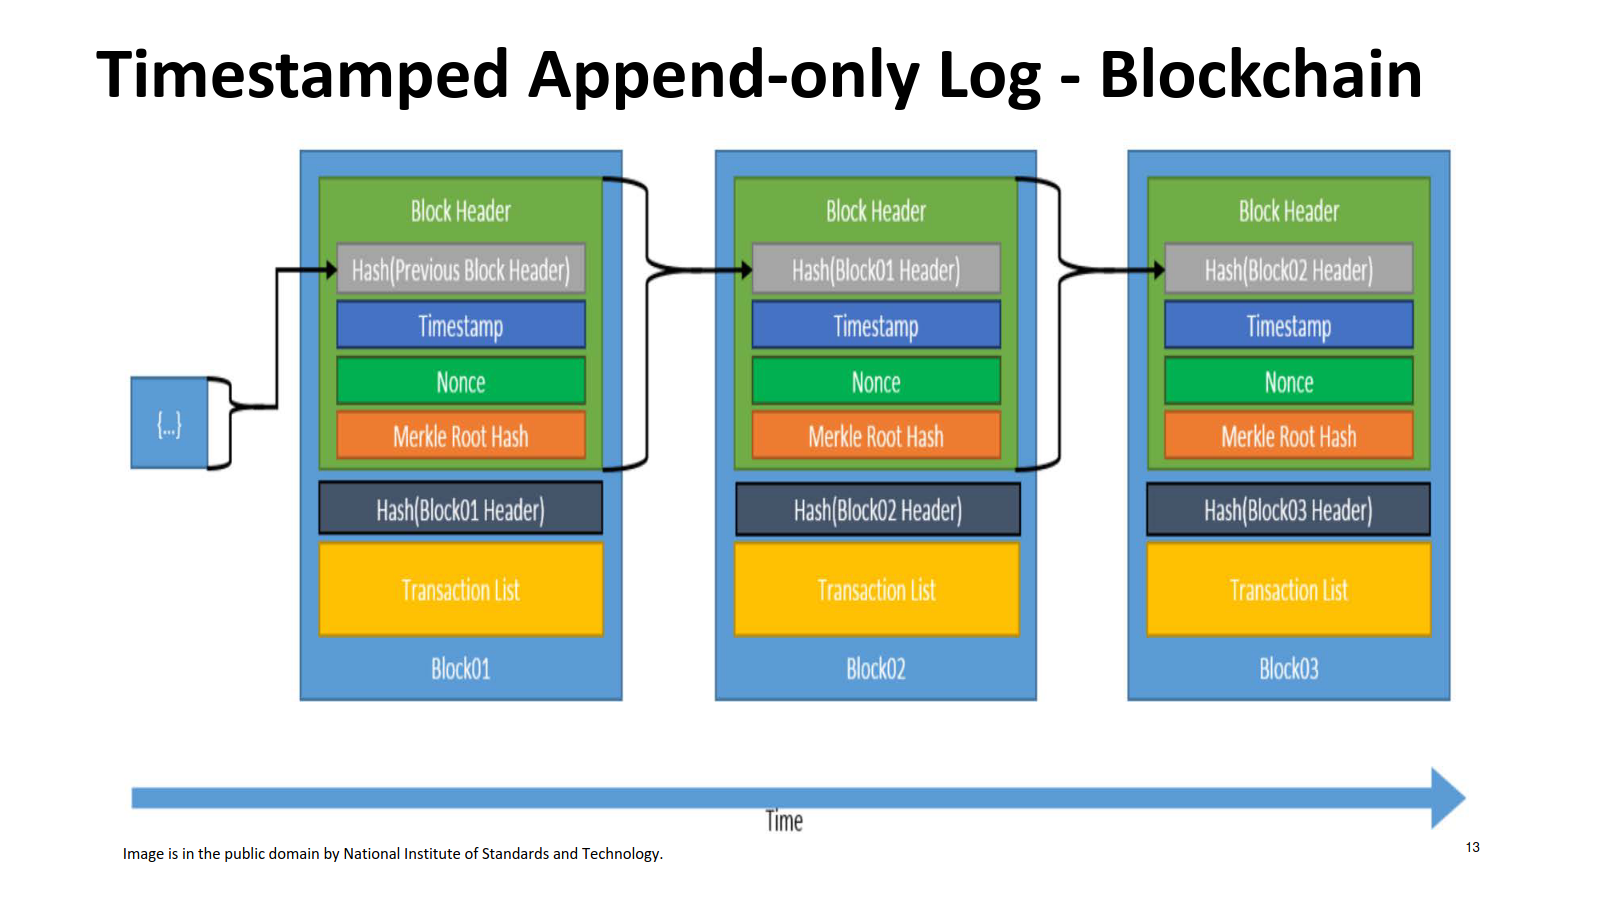 Timestamped Append-only Log - Blockchain
{...}
Block Header
Hash(Previous Block Header)
Timestamp
Nonce
Merkle Root Hash
Hash(Block01 Header)
Transaction List
Block01
Block Header
Hash(Block01 Header)
Timestamp
Nonce
Merkle Root Hash
Hash(Block02 Header)
Transaction List
Block02
Block Header
Hash(Block02 Header)
Timestamp
Nonce
Merkle Root Hash
Hash(Block03 Header)
Transaction List
Block03
Time
Image is in the public domain by National Institute of Standards and Technology.
13